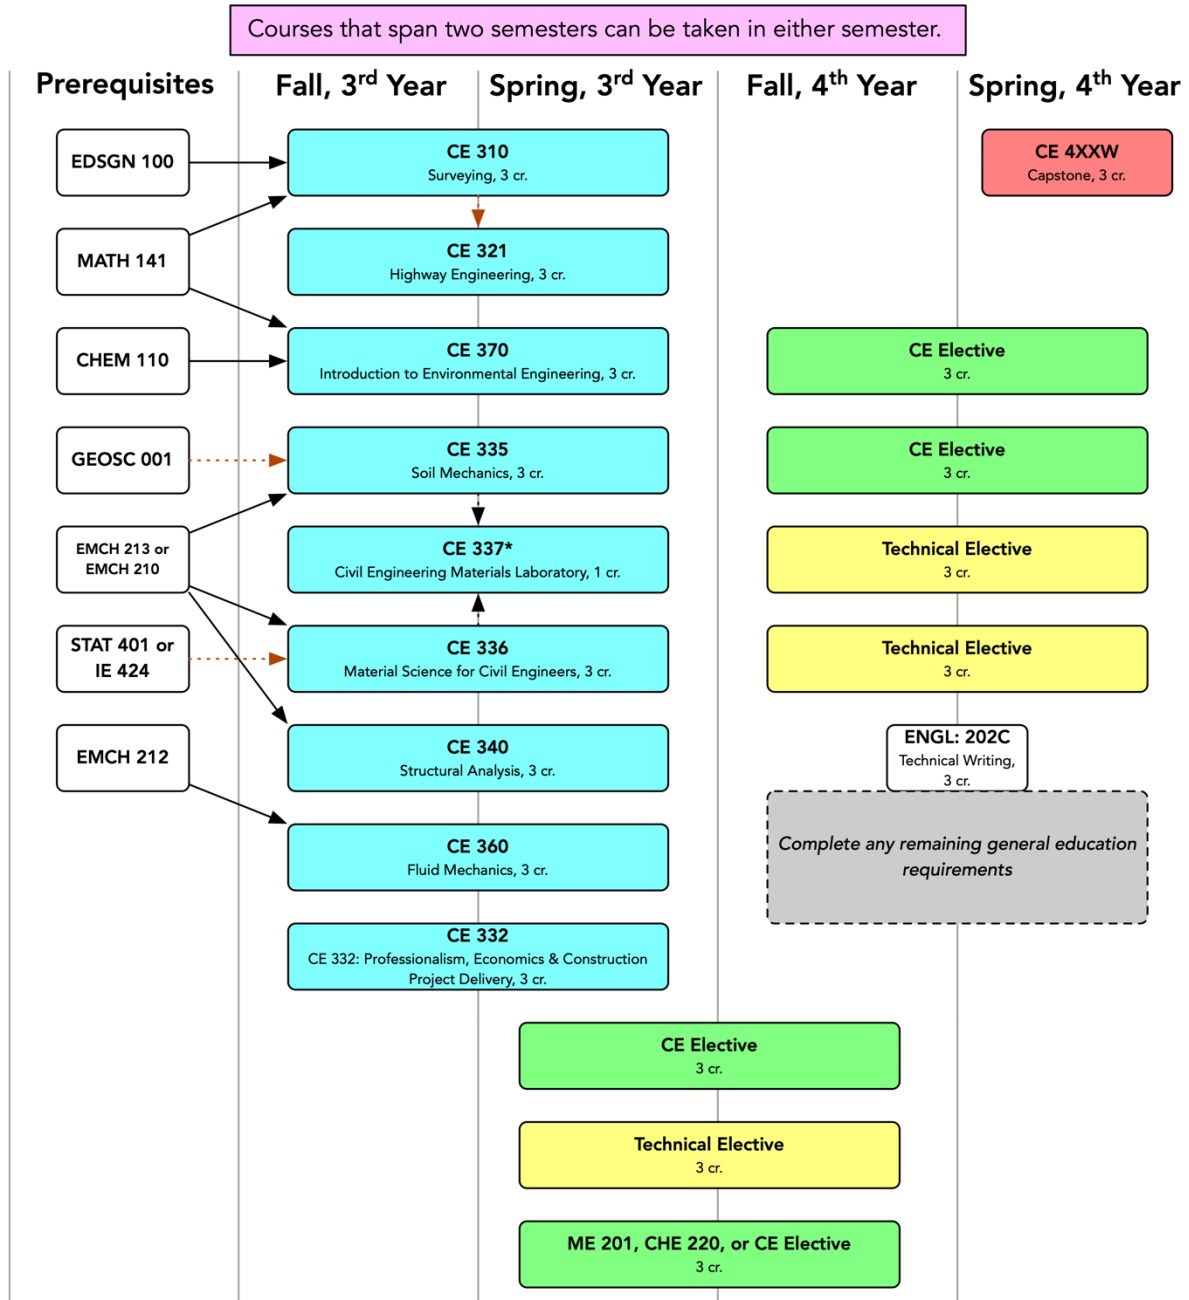 Courses that span two semesters can be taken in either semester.
Prerequisites
Fall, 3rd Year
Spring, 3rd Year
Fall, 4th Year
Spring, 4th Year
EDSGN 100
CE 310
Surveying, 3 cr.
CE 4XXW
Capstone, 3 cr.
MATH 141
CE 321
Highway Engineering, 3 cr.
CHEM 110
CE 370
Introduction to Environmental Engineering, 3 cr.
CE Elective
3 cr.
GEOSC 001
CE 335
Soil Mechanics, 3 cr.
CE Elective
3 cr.
EMCH 213 or
EMCH 210
CE 337*
Civil Engineering Materials Laboratory, 1 cr.
Technical Elective
3 cr.
STAT 401 or
IE 424
CE 336
Material Science for Civil Engineers, 3 cr.
Technical Elective
3 cr.
EMCH 212
CE 340
Structural Analysis, 3 cr.
ENGL: 202C
Technical Writing,
3 cr.
CE 360
Fluid Mechanics, 3 cr.
Complete any remaining general education
requirements
CE 332
CE 332: Professionalism, Economics & Construction
Project Delivery, 3 cr.
CE Elective
3 cr.
Technical Elective
3 cr.
ME 201, CHE 220, or CE Elective
3 cr.